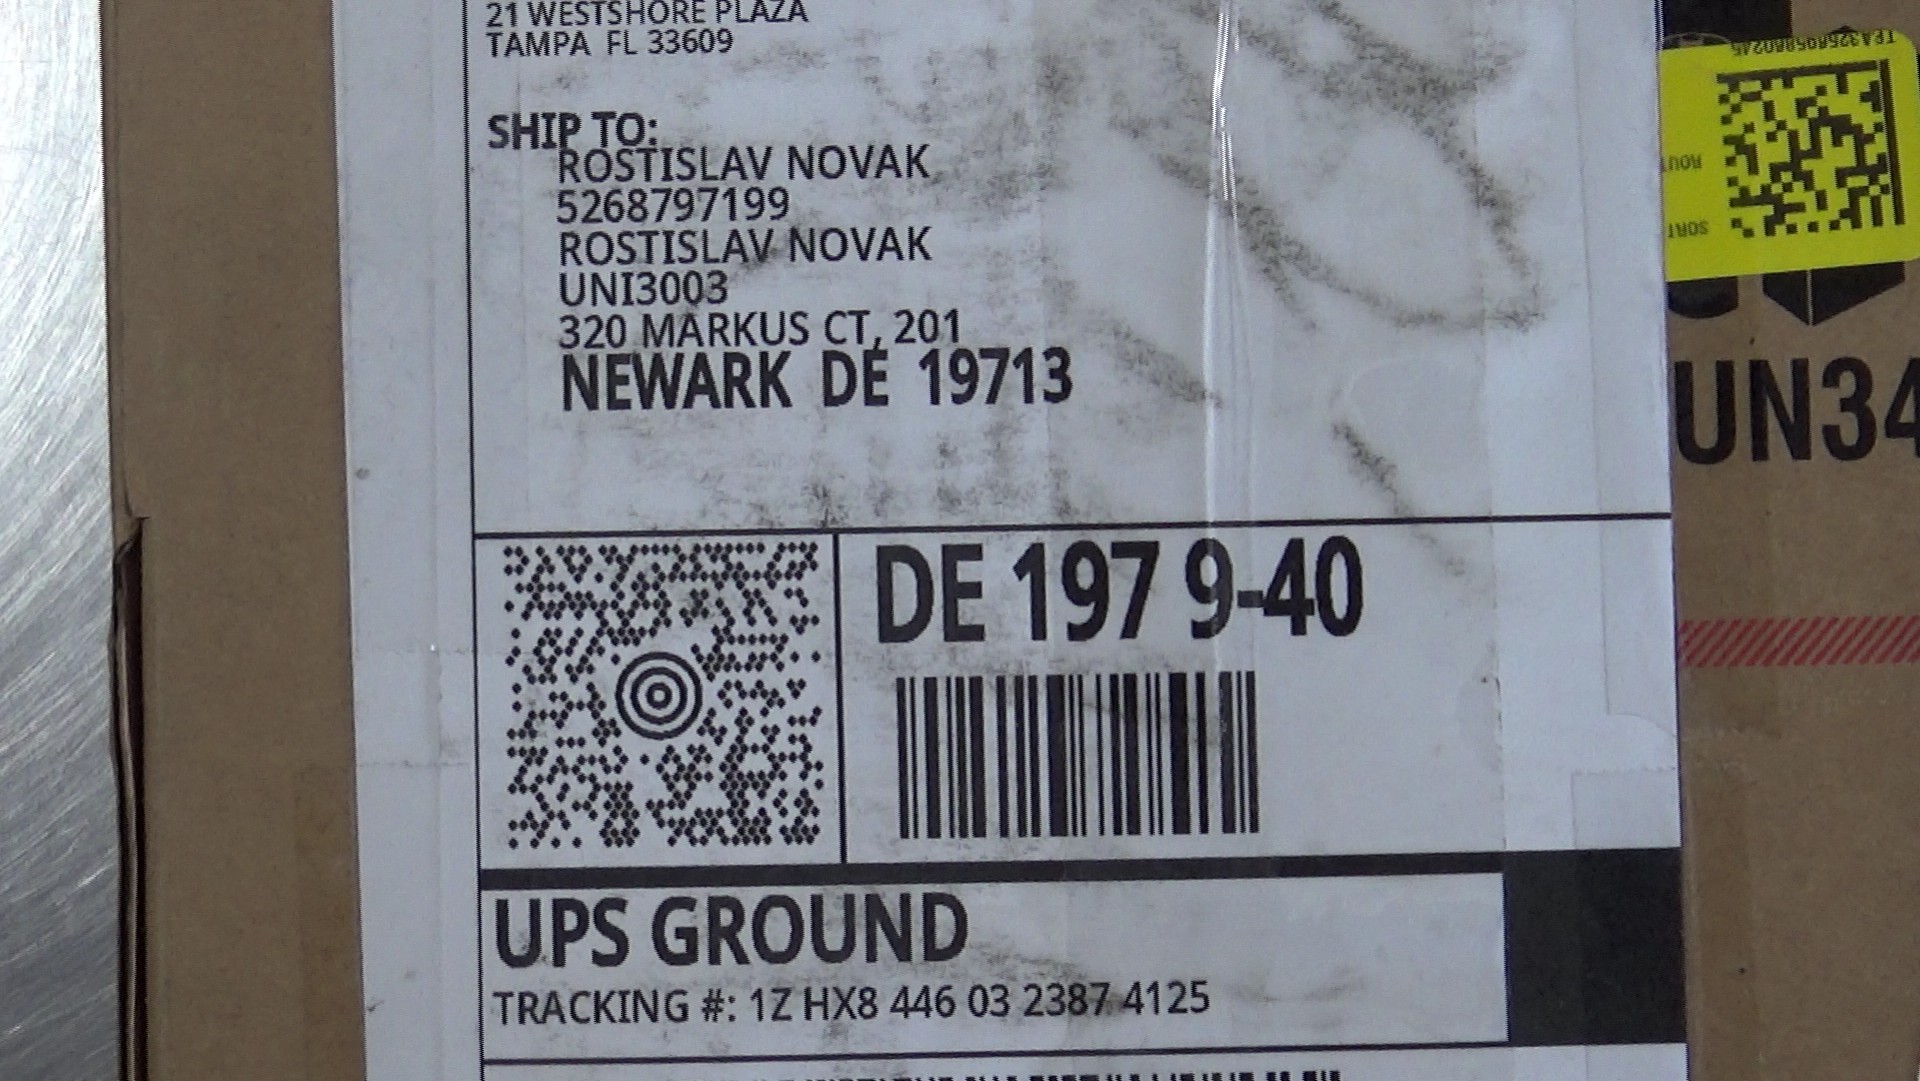 21 WESTSHORE PLAZA
TAMPA FL 33609
SHIP TO:
ROSTISLAV NOVAK
5268797199
ROSTISLAV NOVAK
UNI3003
320 MARKUS CT, 201
NEWARK DE 19713
DE 197 9-40
UPS GROUND
TRACKING #: 1Z HX8 446 03 2387 4125
SORT
UN34